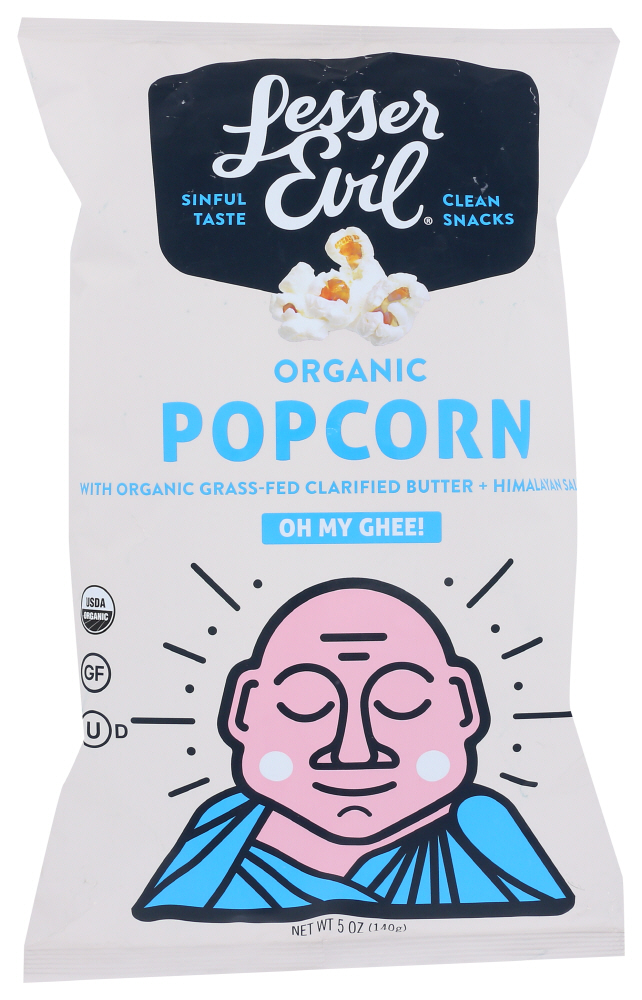 Lesser
Evil®
SINFUL
TASTE
CLEAN
SNACKS
ORGANIC
POPCORN
WITH ORGANIC GRASS-FED CLARIFIED BUTTER + HIMALAYAN SAL
OH MY GHEE!
USDA
ORGANIC
GF
U D
NET WT 5 OZ (140g)